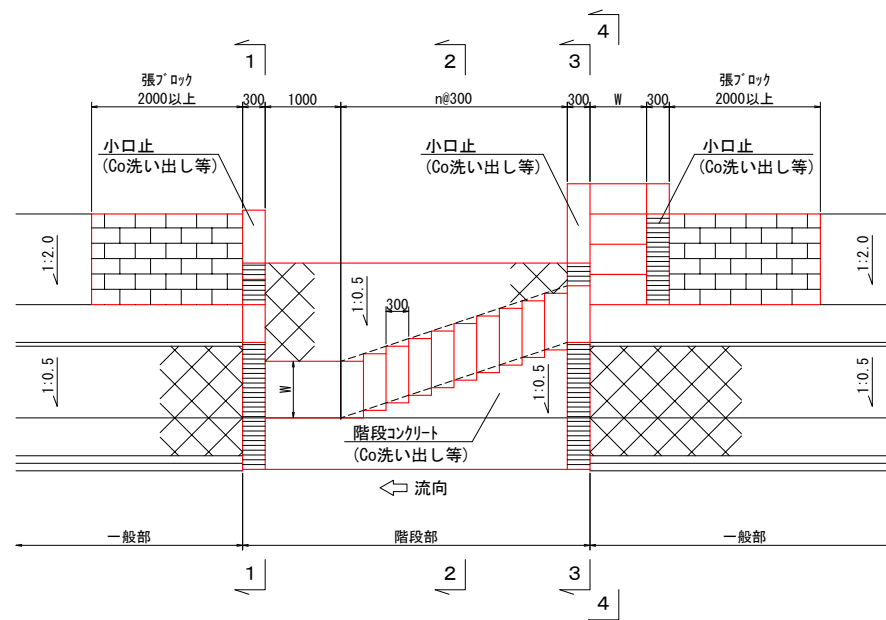 4
1
2
3
張ブロック
2000以上
300
1000
n@300
300
W
300
張ブロック
2000以上
小口止
(Co洗い出し等)
小口止
(Co洗い出し等)
小口止
(Co洗い出し等)
1:2.0
1:0.5
300
1:2.0
1:0.5
W
1:0.5
1:0.5
階段コンクリート
(Co洗い出し等)
流向
一般部
階段部
一般部
1
2
3
4